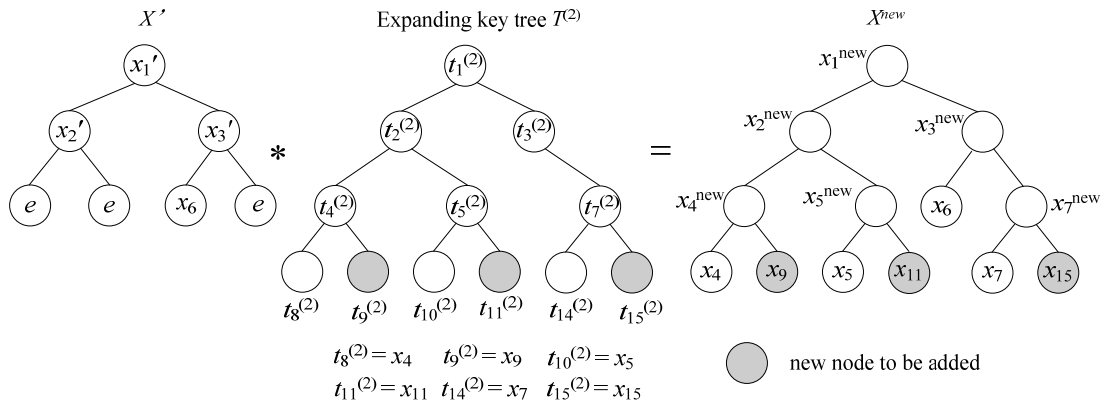 X’ Expanding key tree T⁽²⁾ Xⁿᵉʷ
x₁′ t₁⁽²⁾ x₁ⁿᵉʷ
x₂′ x₃′ * t₂⁽²⁾ t₃⁽²⁾ = x₂ⁿᵉʷ x₃ⁿᵉʷ
e e x₆ e t₄⁽²⁾ t₅⁽²⁾ t₇⁽²⁾ x₄ⁿᵉʷ x₅ⁿᵉʷ x₆ x₇ⁿᵉʷ
x₄ x₉ x₅ x₁₁ x₇ x₁₅
t₈⁽²⁾ t₉⁽²⁾ t₁₀⁽²⁾ t₁₁⁽²⁾ t₁₄⁽²⁾ t₁₅⁽²⁾
t₈⁽²⁾ = x₄ t₉⁽²⁾ = x₉ t₁₀⁽²⁾ = x₅
t₁₁⁽²⁾ = x₁₁ t₁₄⁽²⁾ = x₇ t₁₅⁽²⁾ = x₁₅
new node to be added